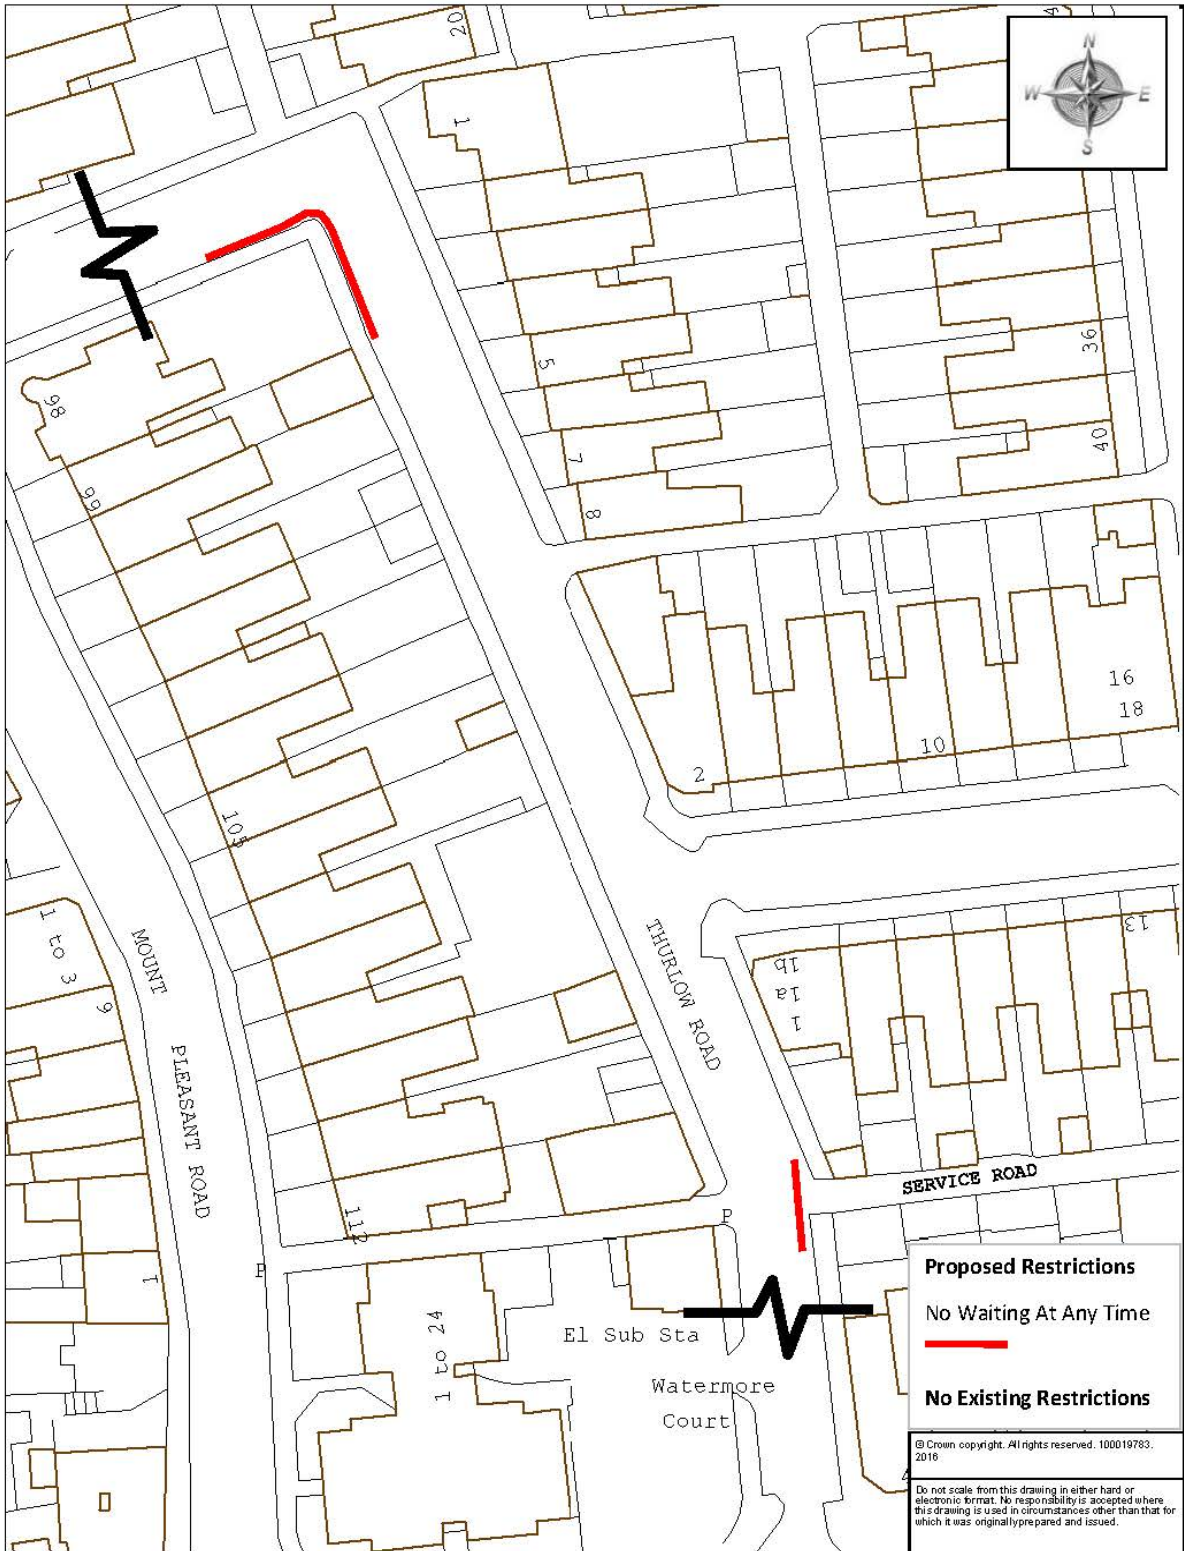 20
N
W E
S
1
5
7
8
36
40
98
99
105
112
2
10
16
18
1 to 3
9
1
MOUNT
PLEASANT ROAD
THURLOW ROAD
1b
1a
1
13
SERVICE ROAD
P
P
1 to 24
El Sub Sta
Watermore
Court
Proposed Restrictions
No Waiting At Any Time
No Existing Restrictions
© Crown copyright. All rights reserved. 100019783.
2016
Do not scale from this drawing in either hard or
electronic format. No responsibility is accepted where
this drawing is used in circumstances other than that for
which it was originally prepared and issued.